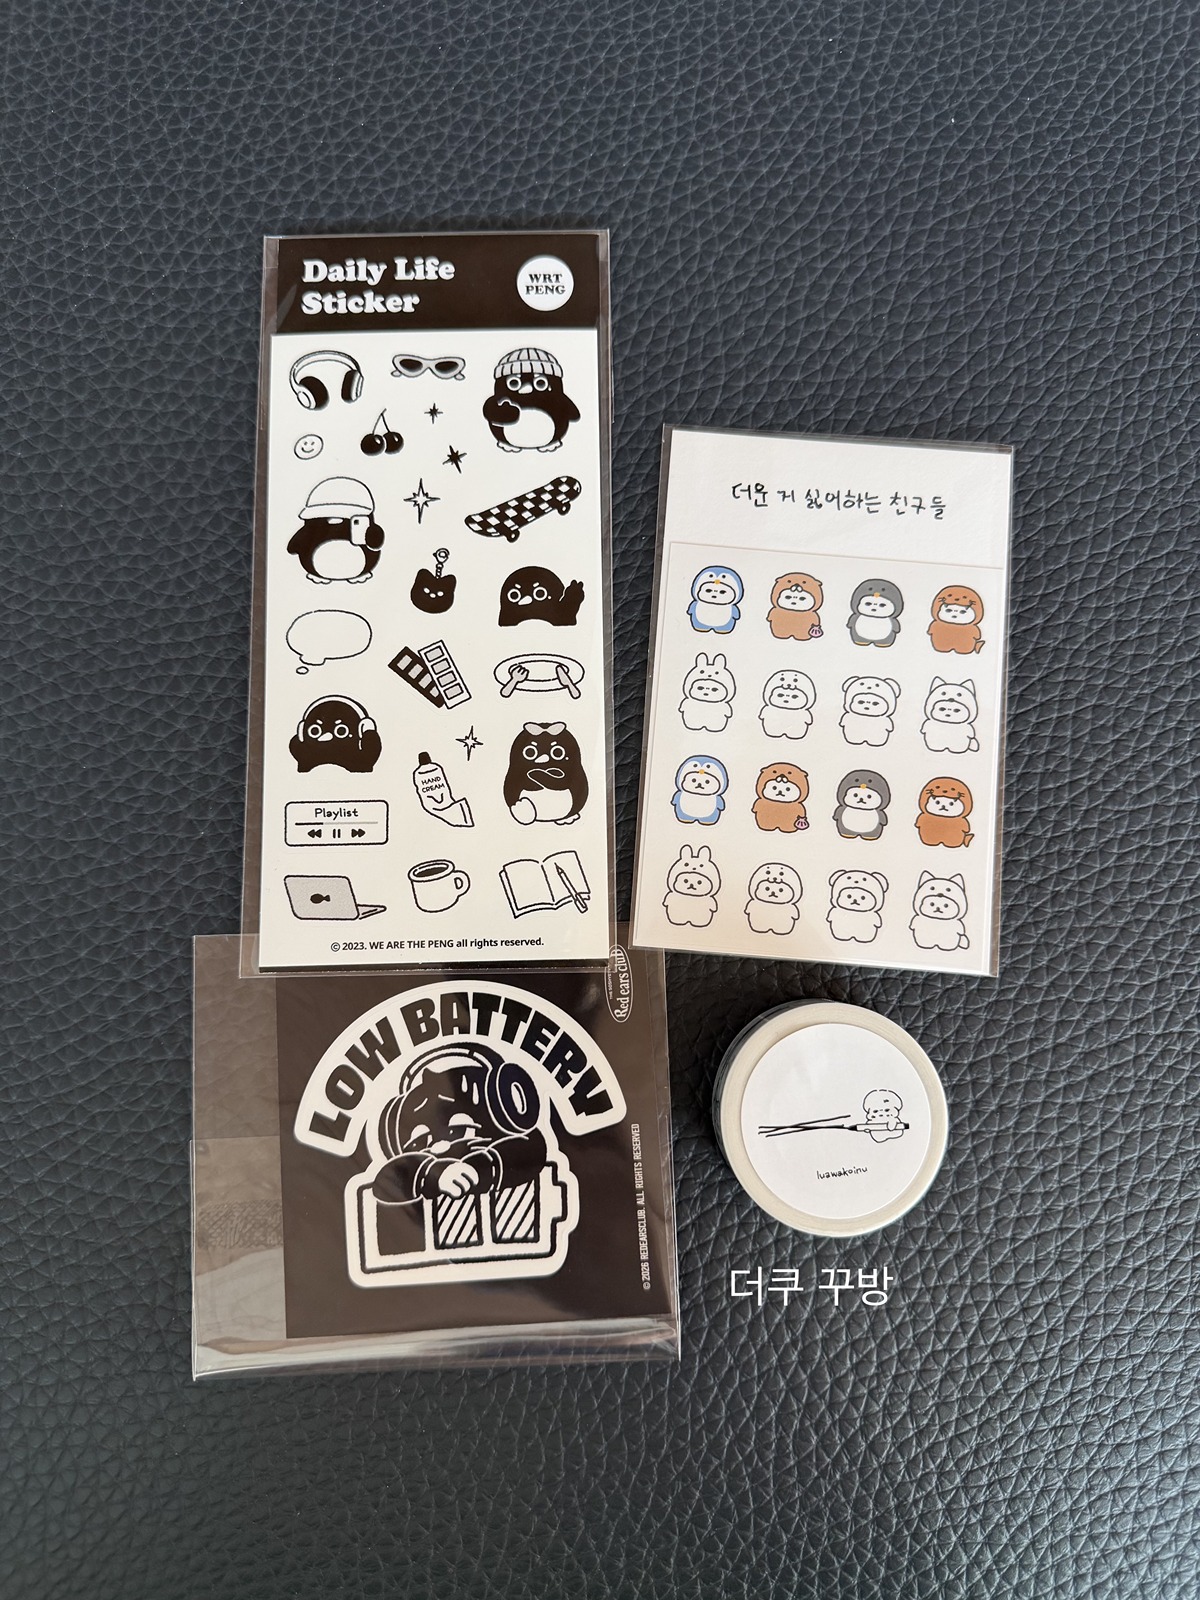 Daily Life
Sticker
WRT
PENG
HAND
CREAM
Playlist
© 2023. WE ARE THE PENG all rights reserved.
더운 거 싫어하는 친구들
Red ears club
LOW BATTERY
© 2026 REDEARSCLUB. ALL RIGHTS RESERVED
luawakoinu
더쿠 꾸방